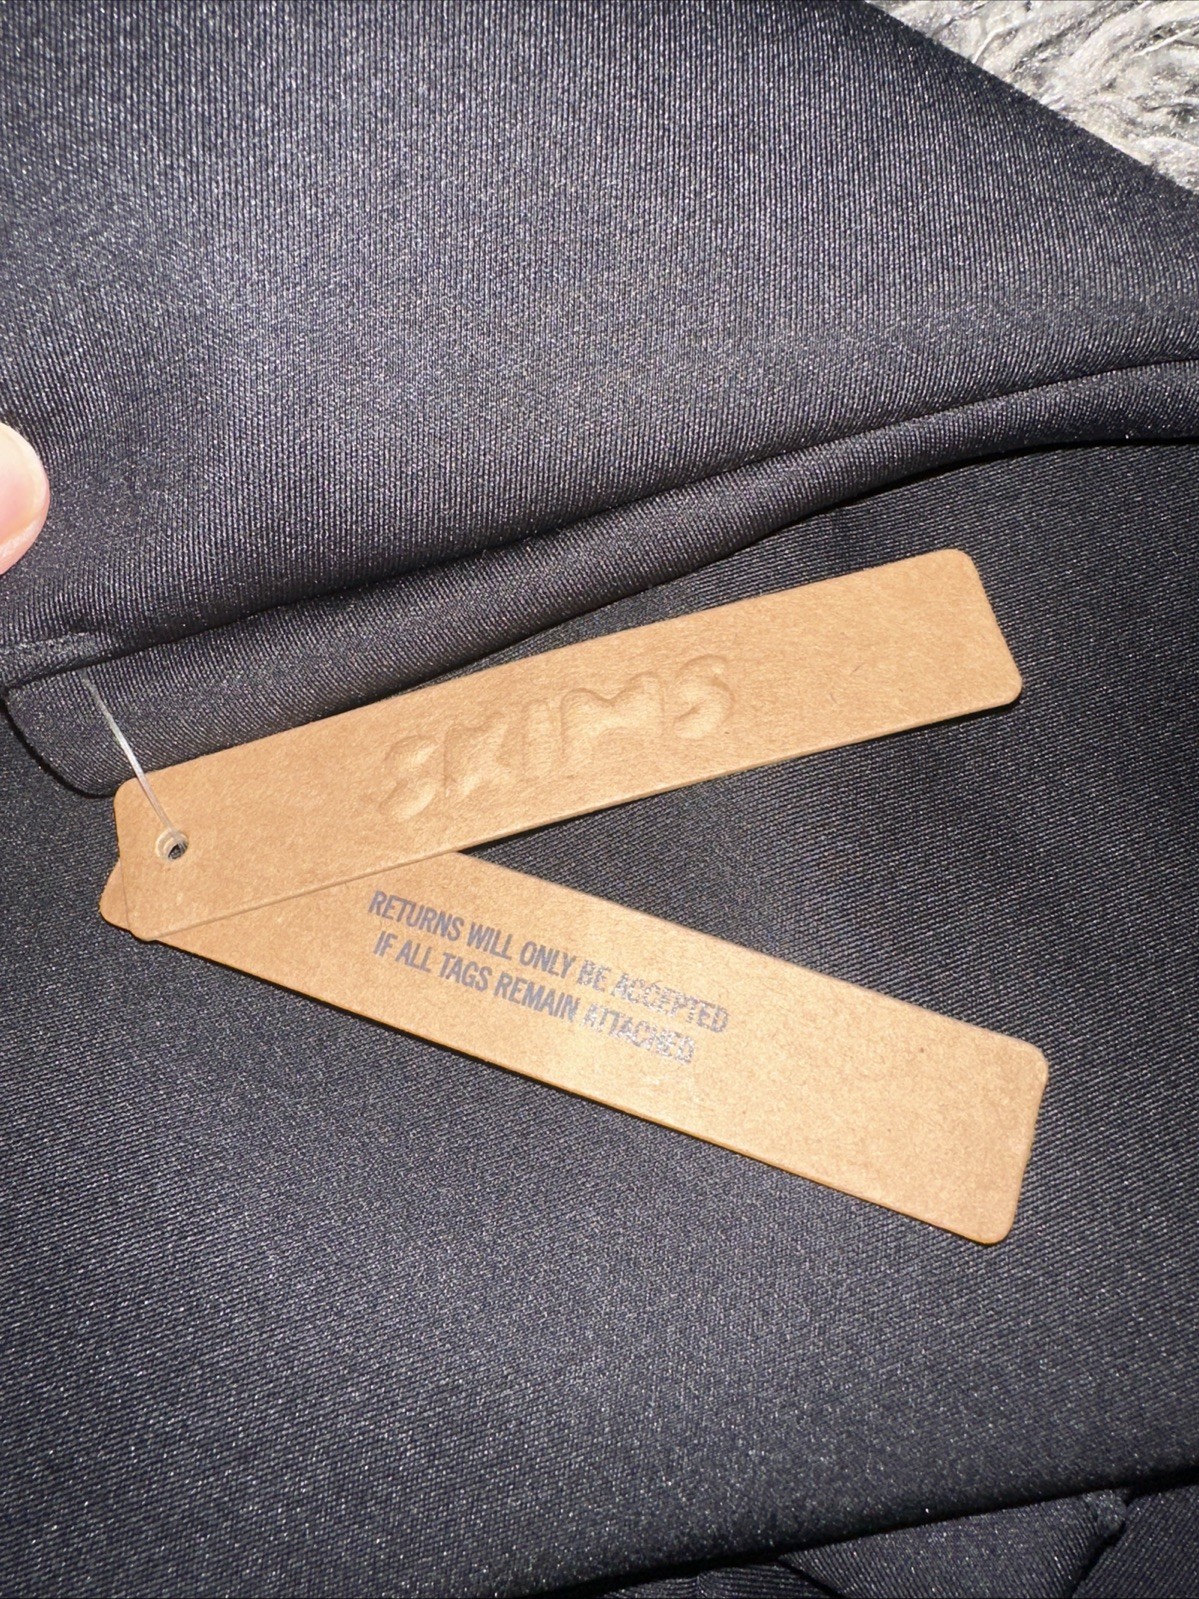 SKIMS
RETURNS WILL ONLY BE ACCEPTED
IF ALL TAGS REMAIN ATTACHED